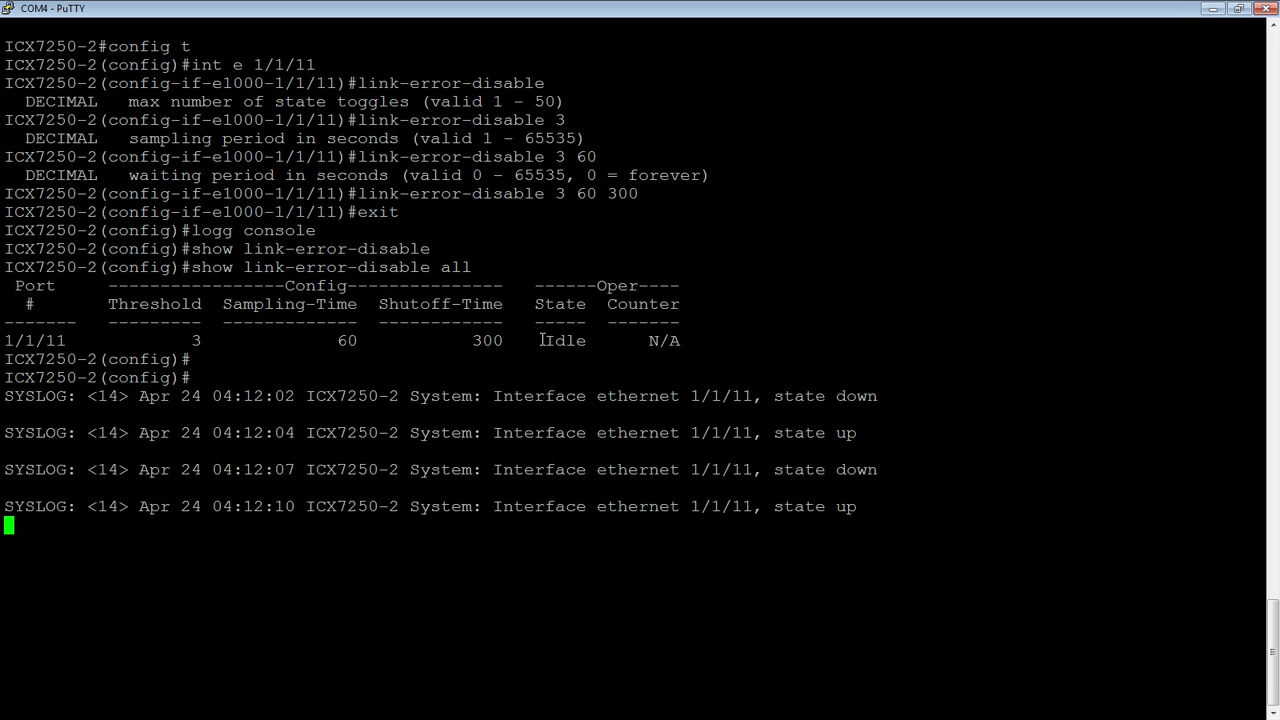 COM4 - PuTTY
ICX7250-2#config t
ICX7250-2(config)#int e 1/1/11
ICX7250-2(config-if-e1000-1/1/11)#link-error-disable
  DECIMAL   max number of state toggles (valid 1 - 50)
ICX7250-2(config-if-e1000-1/1/11)#link-error-disable 3
  DECIMAL   sampling period in seconds (valid 1 - 65535)
ICX7250-2(config-if-e1000-1/1/11)#link-error-disable 3 60
  DECIMAL   waiting period in seconds (valid 0 - 65535, 0 = forever)
ICX7250-2(config-if-e1000-1/1/11)#link-error-disable 3 60 300
ICX7250-2(config-if-e1000-1/1/11)#exit
ICX7250-2(config)#logg console
ICX7250-2(config)#show link-error-disable
ICX7250-2(config)#show link-error-disable all
 Port     -----------------Config---------------   ------Oper----
  #       Threshold  Sampling-Time  Shutoff-Time   State  Counter
-------   ---------  -------------  ------------   -----  -------
1/1/11            3             60           300    Idle      N/A
ICX7250-2(config)#
ICX7250-2(config)#
SYSLOG: <14> Apr 24 04:12:02 ICX7250-2 System: Interface ethernet 1/1/11, state down
SYSLOG: <14> Apr 24 04:12:04 ICX7250-2 System: Interface ethernet 1/1/11, state up
SYSLOG: <14> Apr 24 04:12:07 ICX7250-2 System: Interface ethernet 1/1/11, state down
SYSLOG: <14> Apr 24 04:12:10 ICX7250-2 System: Interface ethernet 1/1/11, state up